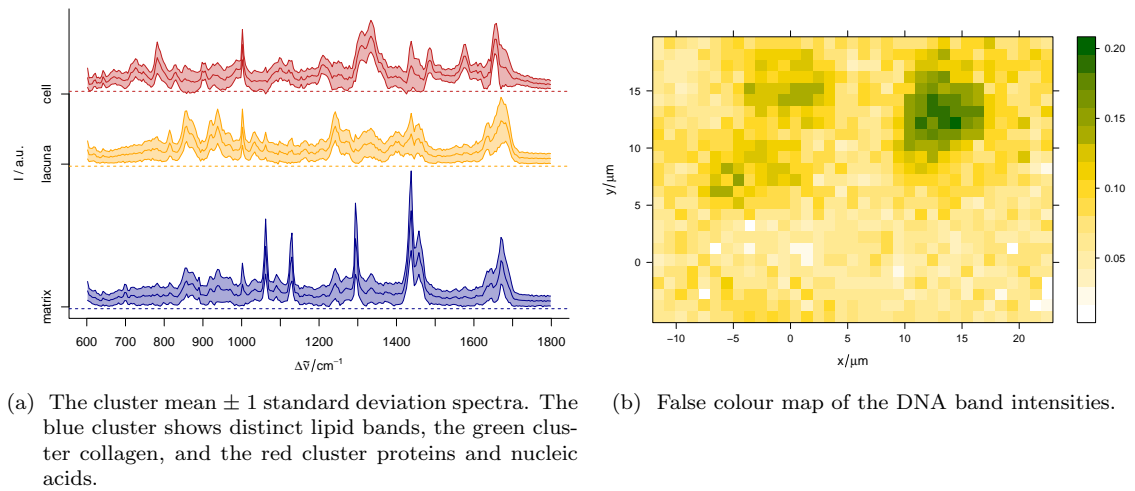 I / a.u.
cell
lacuna
matrix
600 700 800 1000 1200 1400 1600 1800
Δν̃/cm⁻¹
15
10
5
0
y/µm
−10 −5 0 5 10 15 20
x/µm
0.20
0.15
0.10
0.05
(a) The cluster mean ± 1 standard deviation spectra. The
blue cluster shows distinct lipid bands, the green clus-
ter collagen, and the red cluster proteins and nucleic
acids.
(b) False colour map of the DNA band intensities.